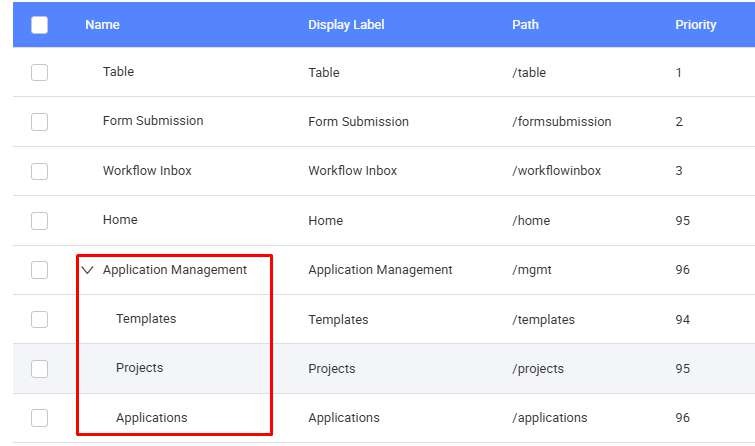 Name Display Label Path Priority
Table Table /table 1
Form Submission Form Submission /formsubmission 2
Workflow Inbox Workflow Inbox /workflowinbox 3
Home Home /home 95
Application Management Application Management /mgmt 96
Templates Templates /templates 94
Projects Projects /projects 95
Applications Applications /applications 96